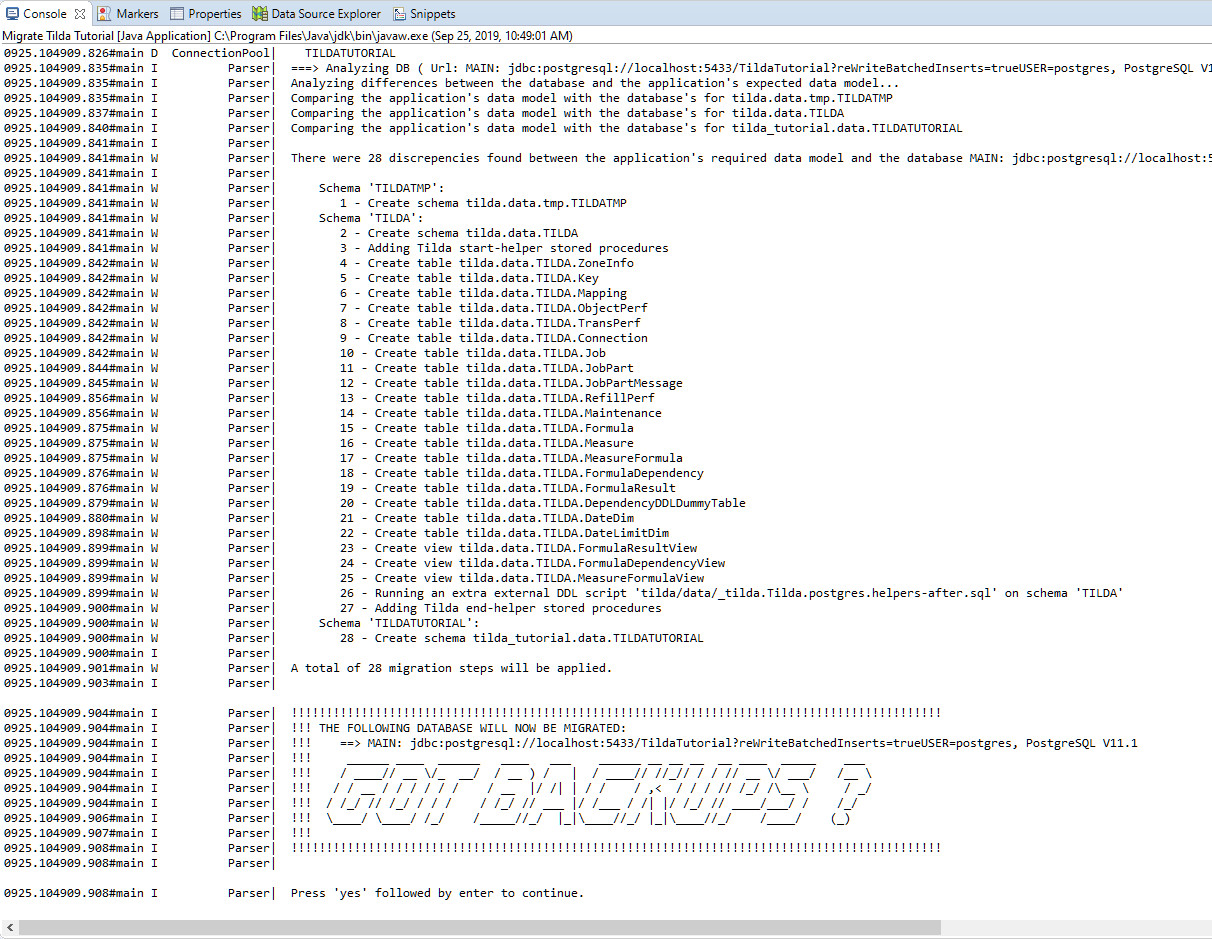 Console Markers Properties Data Source Explorer Snippets
Migrate Tilda Tutorial [Java Application] C:\Program Files\Java\jdk\bin\javaw.exe (Sep 25, 2019, 10:49:01 AM)
0925.104909.826#main D ConnectionPool| TILDATUTORIAL
0925.104909.835#main I Parser| ===> Analyzing DB ( Url: MAIN: jdbc:postgresql://localhost:5433/TildaTutorial?reWriteBatchedInserts=trueUSER=postgres, PostgreSQL V1
0925.104909.835#main I Parser| Analyzing differences between the database and the application's expected data model...
0925.104909.835#main I Parser| Comparing the application's data model with the database's for tilda.data.tmp.TILDATMP
0925.104909.837#main I Parser| Comparing the application's data model with the database's for tilda.data.TILDA
0925.104909.840#main I Parser| Comparing the application's data model with the database's for tilda_tutorial.data.TILDATUTORIAL
0925.104909.841#main I Parser|
0925.104909.841#main W Parser| There were 28 discrepencies found between the application's required data model and the database MAIN: jdbc:postgresql://localhost:5
0925.104909.841#main I Parser|
0925.104909.841#main W Parser| Schema 'TILDATMP':
0925.104909.841#main W Parser| 1 - Create schema tilda.data.tmp.TILDATMP
0925.104909.841#main W Parser| Schema 'TILDA':
0925.104909.841#main W Parser| 2 - Create schema tilda.data.TILDA
0925.104909.841#main W Parser| 3 - Adding Tilda start-helper stored procedures
0925.104909.842#main W Parser| 4 - Create table tilda.data.TILDA.ZoneInfo
0925.104909.842#main W Parser| 5 - Create table tilda.data.TILDA.Key
0925.104909.842#main W Parser| 6 - Create table tilda.data.TILDA.Mapping
0925.104909.842#main W Parser| 7 - Create table tilda.data.TILDA.ObjectPerf
0925.104909.842#main W Parser| 8 - Create table tilda.data.TILDA.TransPerf
0925.104909.842#main W Parser| 9 - Create table tilda.data.TILDA.Connection
0925.104909.842#main W Parser| 10 - Create table tilda.data.TILDA.Job
0925.104909.844#main W Parser| 11 - Create table tilda.data.TILDA.JobPart
0925.104909.845#main W Parser| 12 - Create table tilda.data.TILDA.JobPartMessage
0925.104909.856#main W Parser| 13 - Create table tilda.data.TILDA.RefillPerf
0925.104909.856#main W Parser| 14 - Create table tilda.data.TILDA.Maintenance
0925.104909.875#main W Parser| 15 - Create table tilda.data.TILDA.Formula
0925.104909.875#main W Parser| 16 - Create table tilda.data.TILDA.Measure
0925.104909.875#main W Parser| 17 - Create table tilda.data.TILDA.MeasureFormula
0925.104909.876#main W Parser| 18 - Create table tilda.data.TILDA.FormulaDependency
0925.104909.876#main W Parser| 19 - Create table tilda.data.TILDA.FormulaResult
0925.104909.879#main W Parser| 20 - Create table tilda.data.TILDA.DependencyDDLDummyTable
0925.104909.880#main W Parser| 21 - Create table tilda.data.TILDA.DateDim
0925.104909.898#main W Parser| 22 - Create table tilda.data.TILDA.DateLimitDim
0925.104909.899#main W Parser| 23 - Create view tilda.data.TILDA.FormulaResultView
0925.104909.899#main W Parser| 24 - Create view tilda.data.TILDA.FormulaDependencyView
0925.104909.899#main W Parser| 25 - Create view tilda.data.TILDA.MeasureFormulaView
0925.104909.899#main W Parser| 26 - Running an extra external DDL script 'tilda/data/_tilda.Tilda.postgres.helpers-after.sql' on schema 'TILDA'
0925.104909.900#main W Parser| 27 - Adding Tilda end-helper stored procedures
0925.104909.900#main W Parser| Schema 'TILDATUTORIAL':
0925.104909.900#main W Parser| 28 - Create schema tilda_tutorial.data.TILDATUTORIAL
0925.104909.900#main I Parser|
0925.104909.901#main W Parser| A total of 28 migration steps will be applied.
0925.104909.903#main I Parser|
0925.104909.904#main I Parser| !!!!!!!!!!!!!!!!!!!!!!!!!!!!!!!!!!!!!!!!!!!!!!!!!!!!!!!!!!!!!!!!!!!!!!!!!!!!!!!!!!!!!!!!!!!!!
0925.104909.904#main I Parser| !!! THE FOLLOWING DATABASE WILL NOW BE MIGRATED:
0925.104909.904#main I Parser| !!! ==> MAIN: jdbc:postgresql://localhost:5433/TildaTutorial?reWriteBatchedInserts=trueUSER=postgres, PostgreSQL V11.1
0925.104909.904#main I Parser| !!!
0925.104909.904#main I Parser| !!!
0925.104909.904#main I Parser| !!! GOT BACKUPS ?
0925.104909.904#main I Parser| !!!
0925.104909.906#main I Parser| !!!
0925.104909.907#main I Parser| !!!
0925.104909.908#main I Parser| !!!!!!!!!!!!!!!!!!!!!!!!!!!!!!!!!!!!!!!!!!!!!!!!!!!!!!!!!!!!!!!!!!!!!!!!!!!!!!!!!!!!!!!!!!!!!
0925.104909.908#main I Parser|
0925.104909.908#main I Parser| Press 'yes' followed by enter to continue.